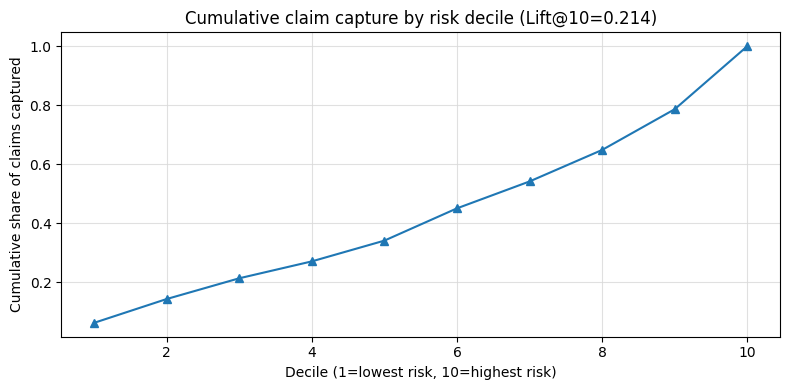 Cumulative claim capture by risk decile (Lift@10=0.214)
Cumulative share of claims captured
1.0
0.8
0.6
0.4
0.2
2 4 6 8 10
Decile (1=lowest risk, 10=highest risk)